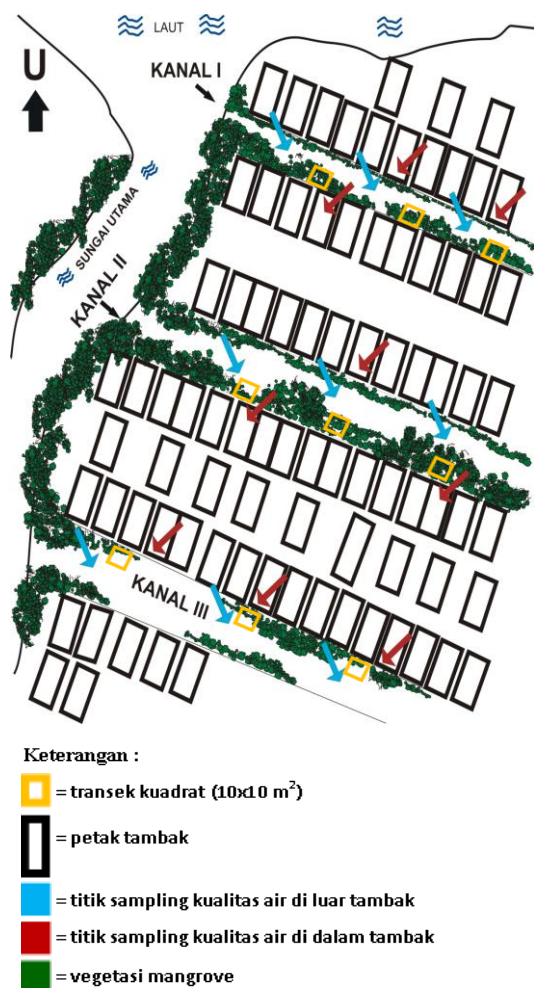 LAUT
U
KANAL I
SUNGAI UTAMA
KANAL II
KANAL III
Keterangan :
= transek kuadrat (10x10 m²)
= petak tambak
= titik sampling kualitas air di luar tambak
= titik sampling kualitas air di dalam tambak
= vegetasi mangrove